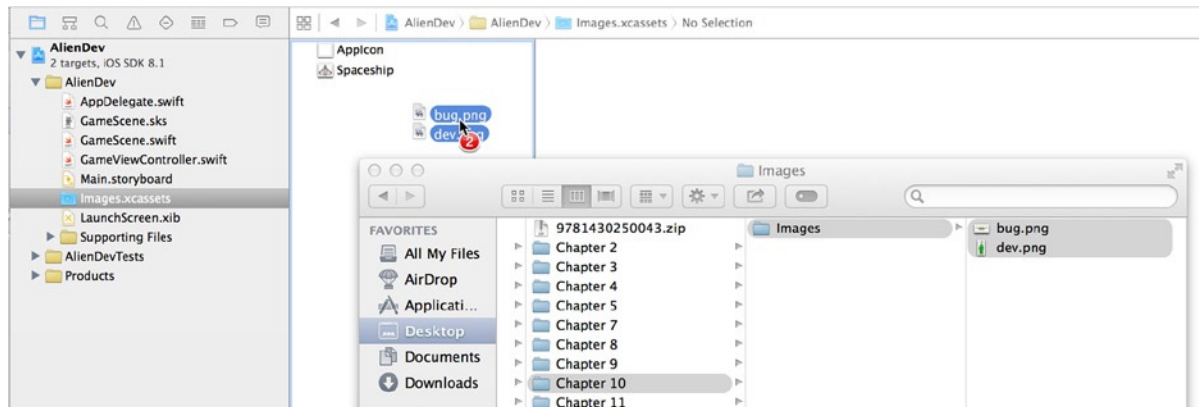 AlienDev 〉 AlienDev 〉 Images.xcassets 〉 No Selection
AlienDev
2 targets, iOS SDK 8.1
AlienDev
AppDelegate.swift
GameScene.sks
GameScene.swift
GameViewController.swift
Main.storyboard
Images.xcassets
LaunchScreen.xib
Supporting Files
AlienDevTests
Products
AppIcon
Spaceship
bug.png
2
Images
FAVORITES
All My Files
AirDrop
Applicati...
Desktop
Documents
Downloads
9781430250043.zip
Chapter 2
Chapter 3
Chapter 4
Chapter 5
Chapter 7
Chapter 8
Chapter 9
Chapter 10
Chapter 11
Images
bug.png
dev.png